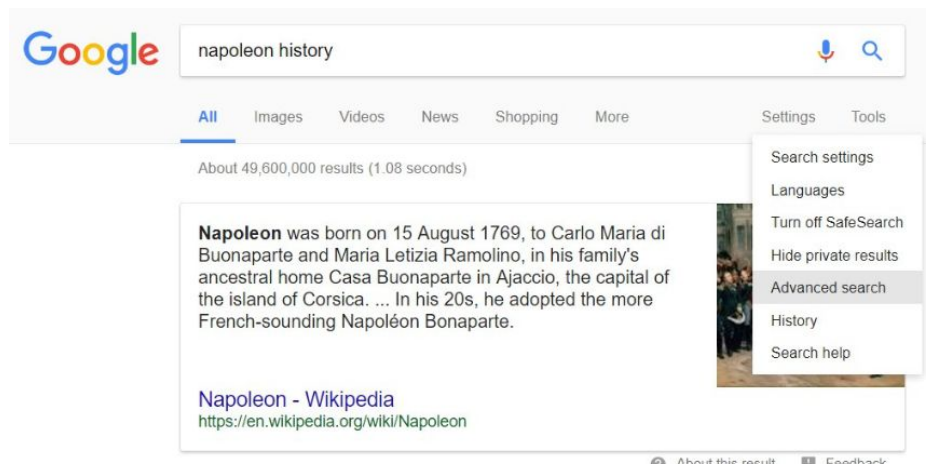 Google
napoleon history
All Images Videos News Shopping More Settings Tools
About 49,600,000 results (1.08 seconds)
Search settings
Languages
Turn off SafeSearch
Hide private results
Advanced search
History
Search help
Napoleon was born on 15 August 1769, to Carlo Maria di
Buonaparte and Maria Letizia Ramolino, in his family's
ancestral home Casa Buonaparte in Ajaccio, the capital of
the island of Corsica. ... In his 20s, he adopted the more
French-sounding Napoléon Bonaparte.
Napoleon - Wikipedia
https://en.wikipedia.org/wiki/Napoleon
About this result Feedback